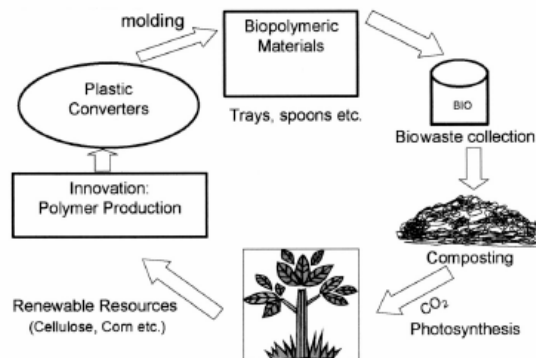 molding
Biopolymeric
Materials
Plastic
Converters
Trays, spoons etc.
BIO
Biowaste collection
Innovation:
Polymer Production
Composting
CO2
Photosynthesis
Renewable Resources
(Cellulose, Corn etc.)